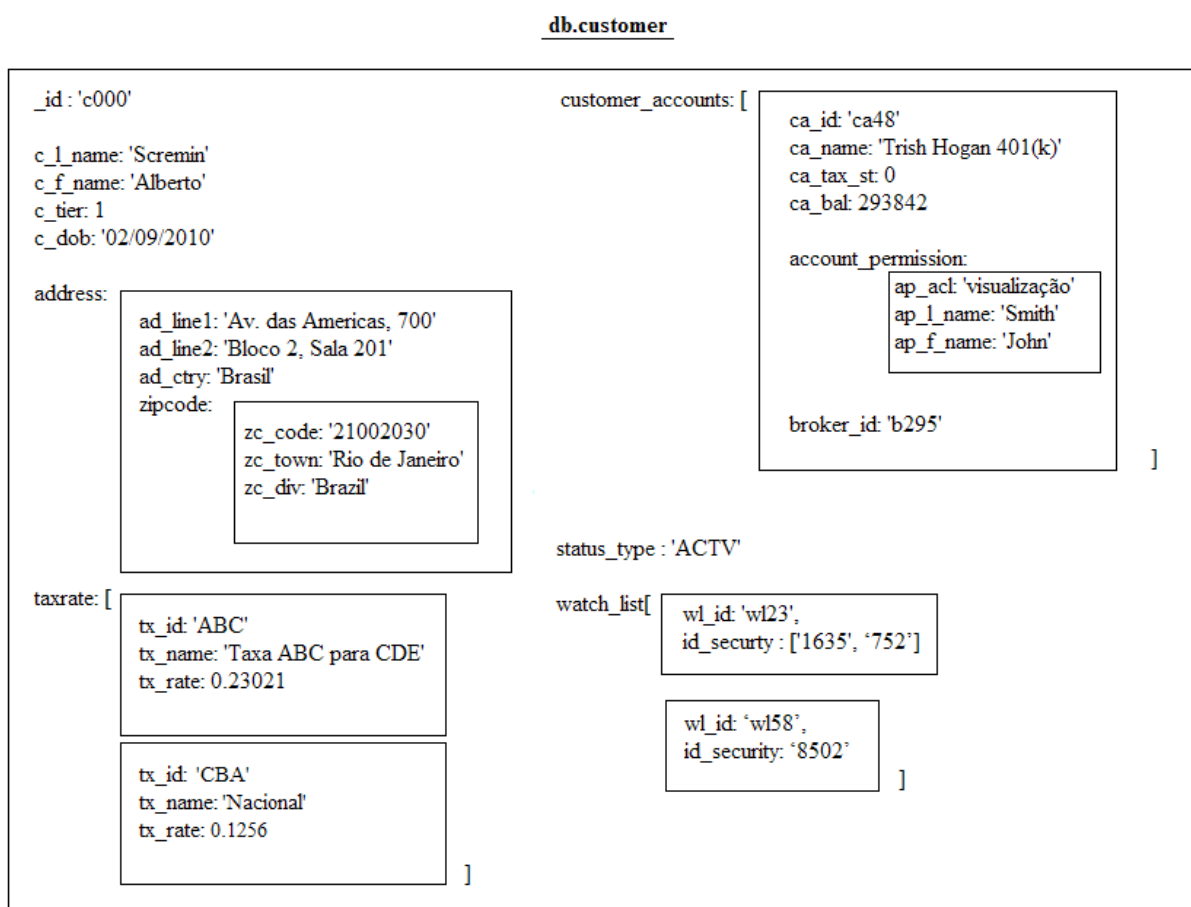 db.customer
_id : 'c000'
c_l_name: 'Scremin'
c_f_name: 'Alberto'
c_tier: 1
c_dob: '02/09/2010'
address:
ad_line1: 'Av. das Americas, 700'
ad_line2: 'Bloco 2, Sala 201'
ad_ctry: 'Brasil'
zipcode:
zc_code: '21002030'
zc_town: 'Rio de Janeiro'
zc_div: 'Brazil'
taxrate: [
tx_id: 'ABC'
tx_name: 'Taxa ABC para CDE'
tx_rate: 0.23021
tx_id: 'CBA'
tx_name: 'Nacional'
tx_rate: 0.1256
]
customer_accounts: [
ca_id: 'ca48'
ca_name: 'Trish Hogan 401(k)'
ca_tax_st: 0
ca_bal: 293842
account_permission:
ap_acl: 'visualização'
ap_l_name: 'Smith'
ap_f_name: 'John'
broker_id: 'b295'
]
status_type : 'ACTV'
watch_list[
wl_id: 'wl23',
id_securty : ['1635', ‘752’]
wl_id: ‘wl58’,
id_security: ‘8502’
]